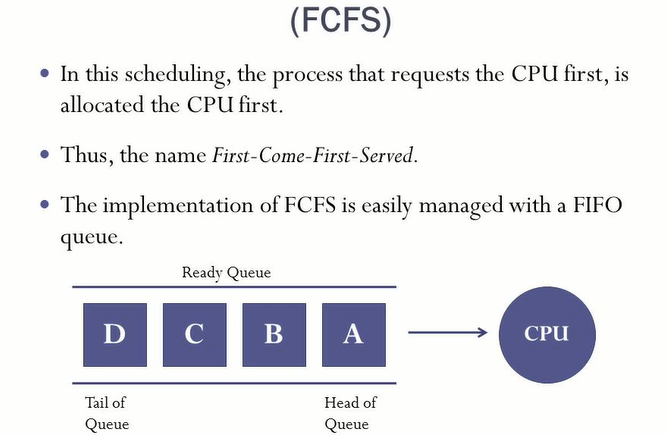 (FCFS)
• In this scheduling, the process that requests the CPU first, is
allocated the CPU first.
• Thus, the name First-Come-First-Served.
• The implementation of FCFS is easily managed with a FIFO
queue.
Ready Queue
D C B A CPU
Tail of
Queue
Head of
Queue